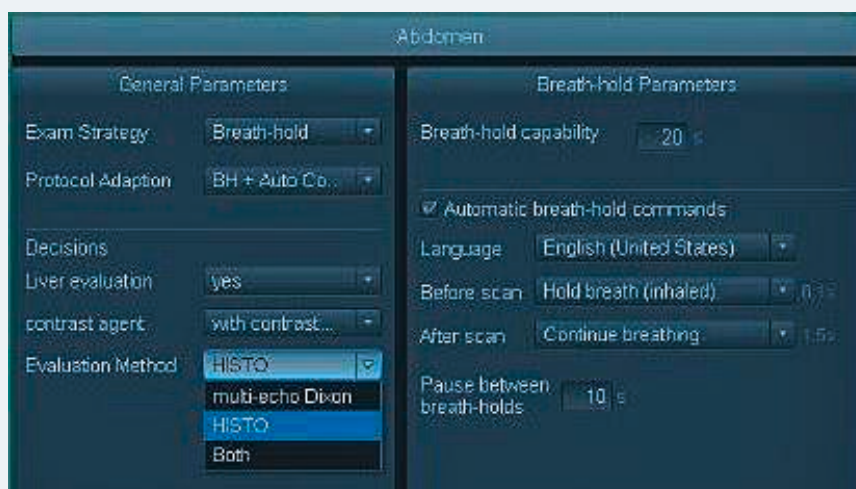 Abdomen
General Parameters
Exam Strategy Breath-hold
Protocol Adaption BH + Auto Co...
Decisions
Liver evaluation yes
contrast agent with contrast...
Evaluation Method HISTO
multi-echo Dixon
HISTO
Both
Breath-hold Parameters
Breath-hold capability 20 s
Automatic breath-hold commands
Language English (United States)
Before scan Hold breath (inhaled)
After scan Continue breathing 1.5s
Pause between
breath-holds 10 s